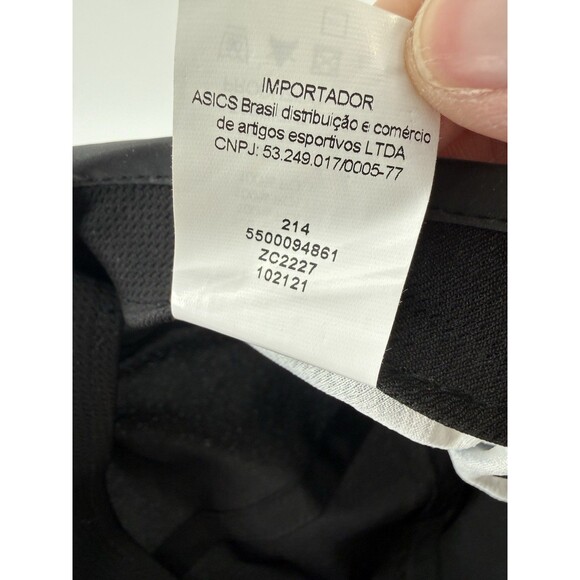 IMPORTADOR
ASICS Brasil distribuição e comércio
de artigos esportivos LTDA
CNPJ: 53.249.017/0005-77
214
5500094861
ZC2227
102121